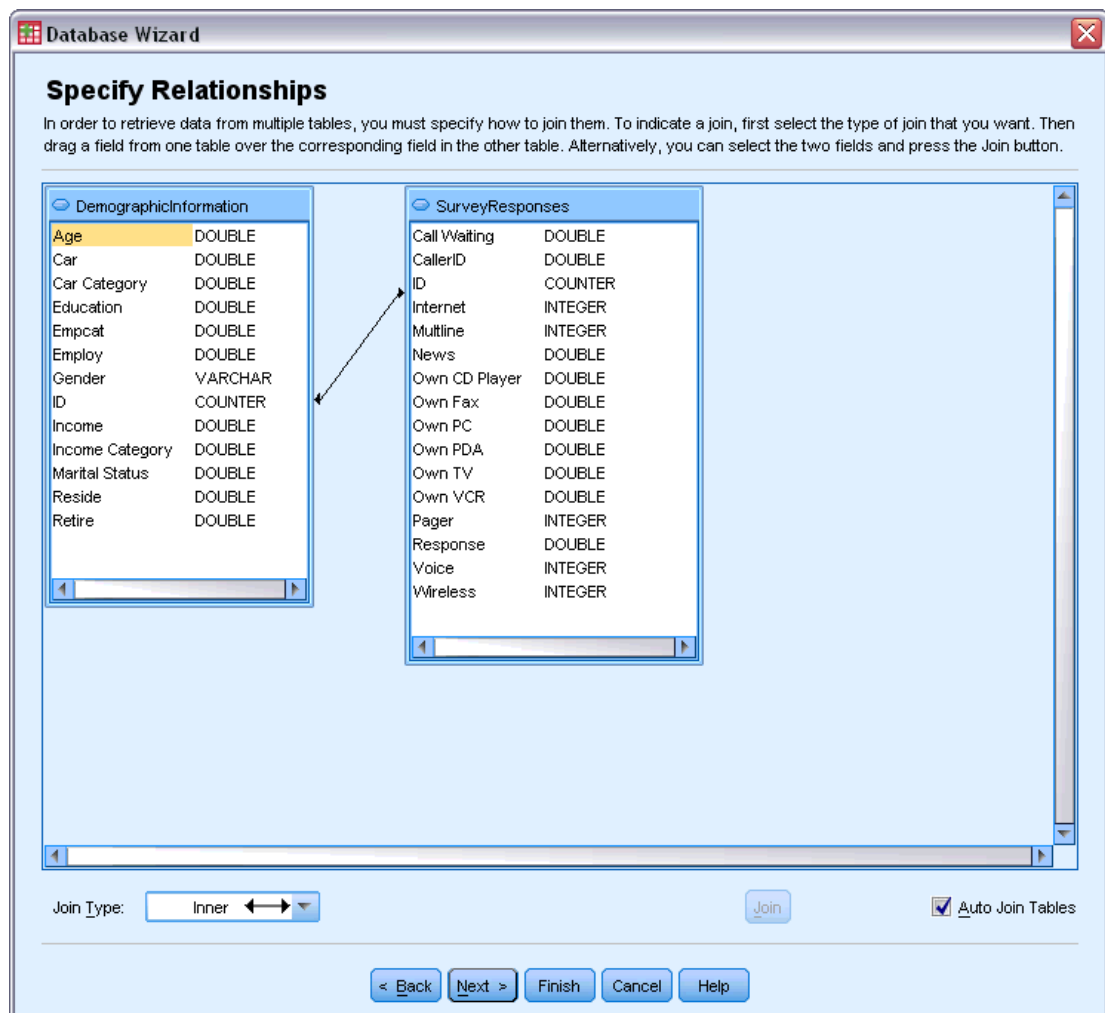 Database Wizard
Specify Relationships
In order to retrieve data from multiple tables, you must specify how to join them. To indicate a join, first select the type of join that you want. Then
drag a field from one table over the corresponding field in the other table. Alternatively, you can select the two fields and press the Join button.
DemographicInformation
Age DOUBLE
Car DOUBLE
Car Category DOUBLE
Education DOUBLE
Empcat DOUBLE
Employ DOUBLE
Gender VARCHAR
ID COUNTER
Income DOUBLE
Income Category DOUBLE
Marital Status DOUBLE
Reside DOUBLE
Retire DOUBLE
SurveyResponses
Call Waiting DOUBLE
CallerID DOUBLE
ID COUNTER
Internet INTEGER
Multline INTEGER
News DOUBLE
Own CD Player DOUBLE
Own Fax DOUBLE
Own PC DOUBLE
Own PDA DOUBLE
Own TV DOUBLE
Own VCR DOUBLE
Pager INTEGER
Response DOUBLE
Voice INTEGER
Wireless INTEGER
Join Type: Inner
Join
Auto Join Tables
< Back
Next >
Finish
Cancel
Help